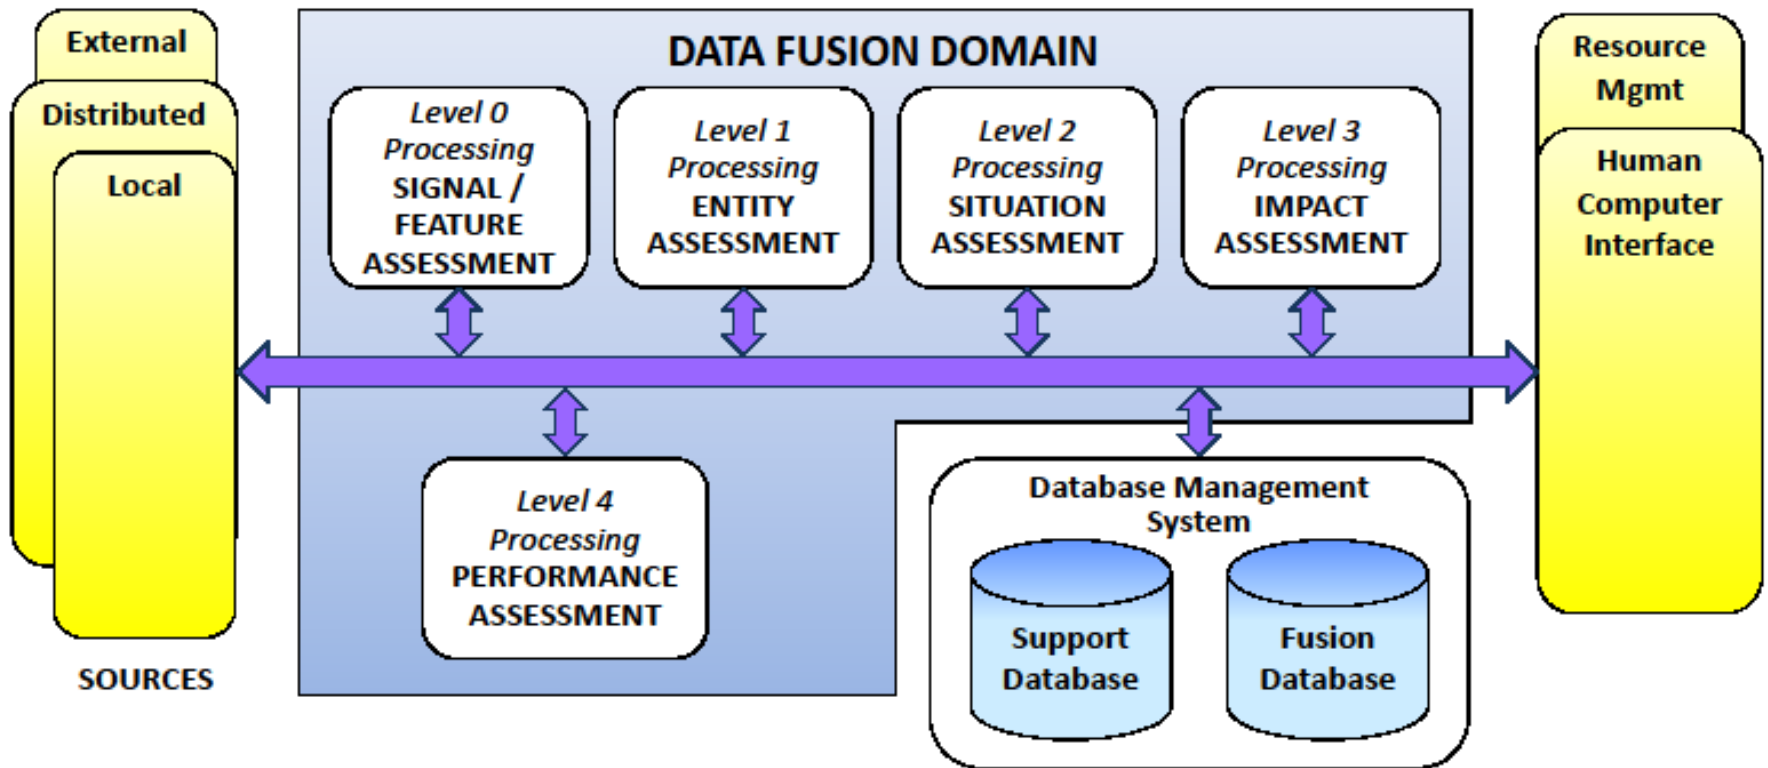 External
Distributed
Local
SOURCES
DATA FUSION DOMAIN
Level 0
Processing
SIGNAL /
FEATURE
ASSESSMENT
Level 1
Processing
ENTITY
ASSESSMENT
Level 2
Processing
SITUATION
ASSESSMENT
Level 3
Processing
IMPACT
ASSESSMENT
Level 4
Processing
PERFORMANCE
ASSESSMENT
Database Management
System
Support
Database
Fusion
Database
Resource
Mgmt
Human
Computer
Interface